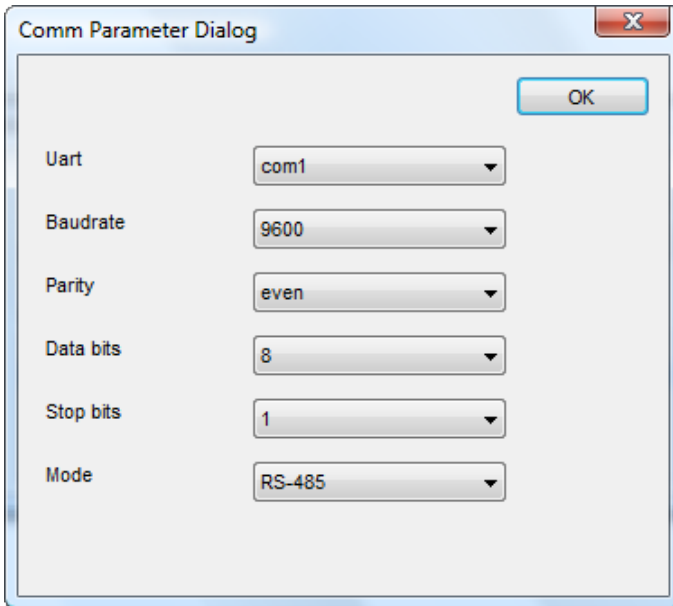 Comm Parameter Dialog
OK
Uart com1
Baudrate 9600
Parity even
Data bits 8
Stop bits 1
Mode RS-485